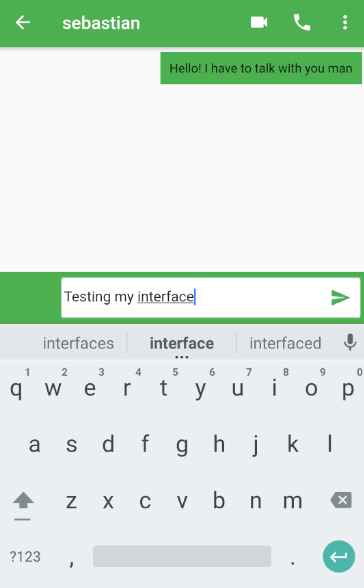 sebastian
Hello! I have to talk with you man
Testing my interface
interfaces interface interfaced
1 2 3 4 5 6 7 8 9 0
q w e r t y u i o p
a s d f g h j k l
z x c v b n m
?123 , .